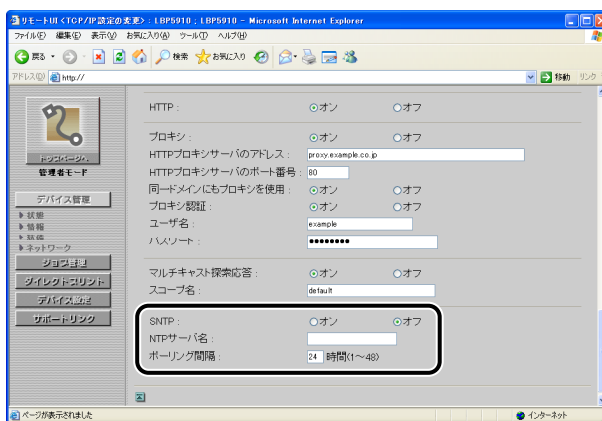 リモートUI <TCP/IP設定の変更> : LBP5910 ; LBP5910 - Microsoft Internet Explorer
ファイル(F) 編集(E) 表示(V) お気に入り(A) ツール(T) ヘルプ(H)
戻る 検索 お気に入り
アドレス(D) http:// 移動 リンク
トップページへ
管理者モード
デバイス管理
状態
情報
ネットワーク
ジョブ管理
ダイレクトプリント
デバイス設定
サポートリンク
HTTP : オン オフ
プロキシ : オン オフ
HTTPプロキシサーバのアドレス : proxy.example.co.jp
HTTPプロキシサーバのポート番号 : 80
同一ドメインにもプロキシを使用 : オン オフ
プロキシ認証 : オン オフ
ユーザ名 : example
パスワード : ●●●●●●●●
マルチキャスト探索応答 : オン オフ
スコープ名 : default
SNTP : オン オフ
NTPサーバ名 :
ポーリング間隔 : 24 時間(1～48)
ページが表示されました インターネット